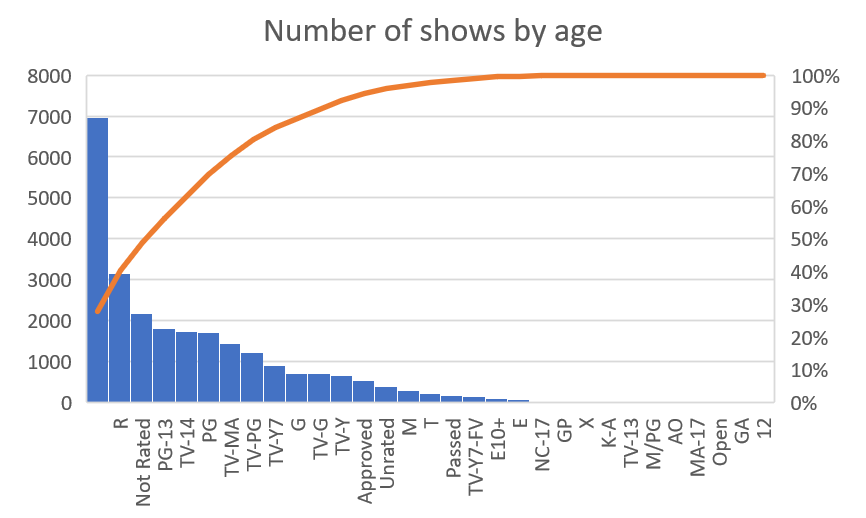 Number of shows by age
8000
7000
6000
5000
4000
3000
2000
1000
0
100%
90%
80%
70%
60%
50%
40%
30%
20%
10%
0%
R
Not Rated
PG-13
TV-14
PG
TV-MA
TV-PG
TV-Y7
G
TV-G
TV-Y
Approved
Unrated
M
T
Passed
TV-Y7-FV
E10+
E
NC-17
GP
X
K-A
TV-13
M/PG
AO
MA-17
Open
GA
12